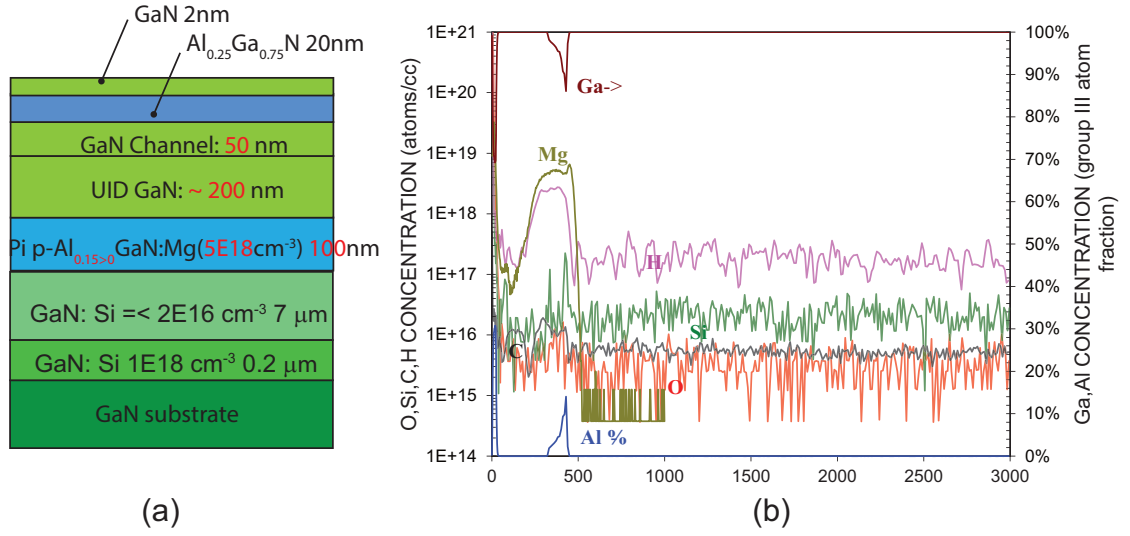 GaN 2nm
Al0.25Ga0.75N 20nm
GaN Channel: 50 nm
UID GaN: ~ 200 nm
Pi p-Al0.15>0GaN:Mg(5E18cm-3) 100nm
GaN: Si =< 2E16 cm-3 7 μm
GaN: Si 1E18 cm-3 0.2 μm
GaN substrate
(a)
O,Si,C,H CONCENTRATION (atoms/cc)
1E+21
1E+20
1E+19
1E+18
1E+17
1E+16
1E+15
1E+14
Ga->
Mg
H
Si
C
O
Al %
0
500
1000
1500
2000
2500
3000
100%
90%
80%
70%
60%
50%
40%
30%
20%
10%
0%
Ga,Al CONCENTRATION (group III atom
fraction)
(b)